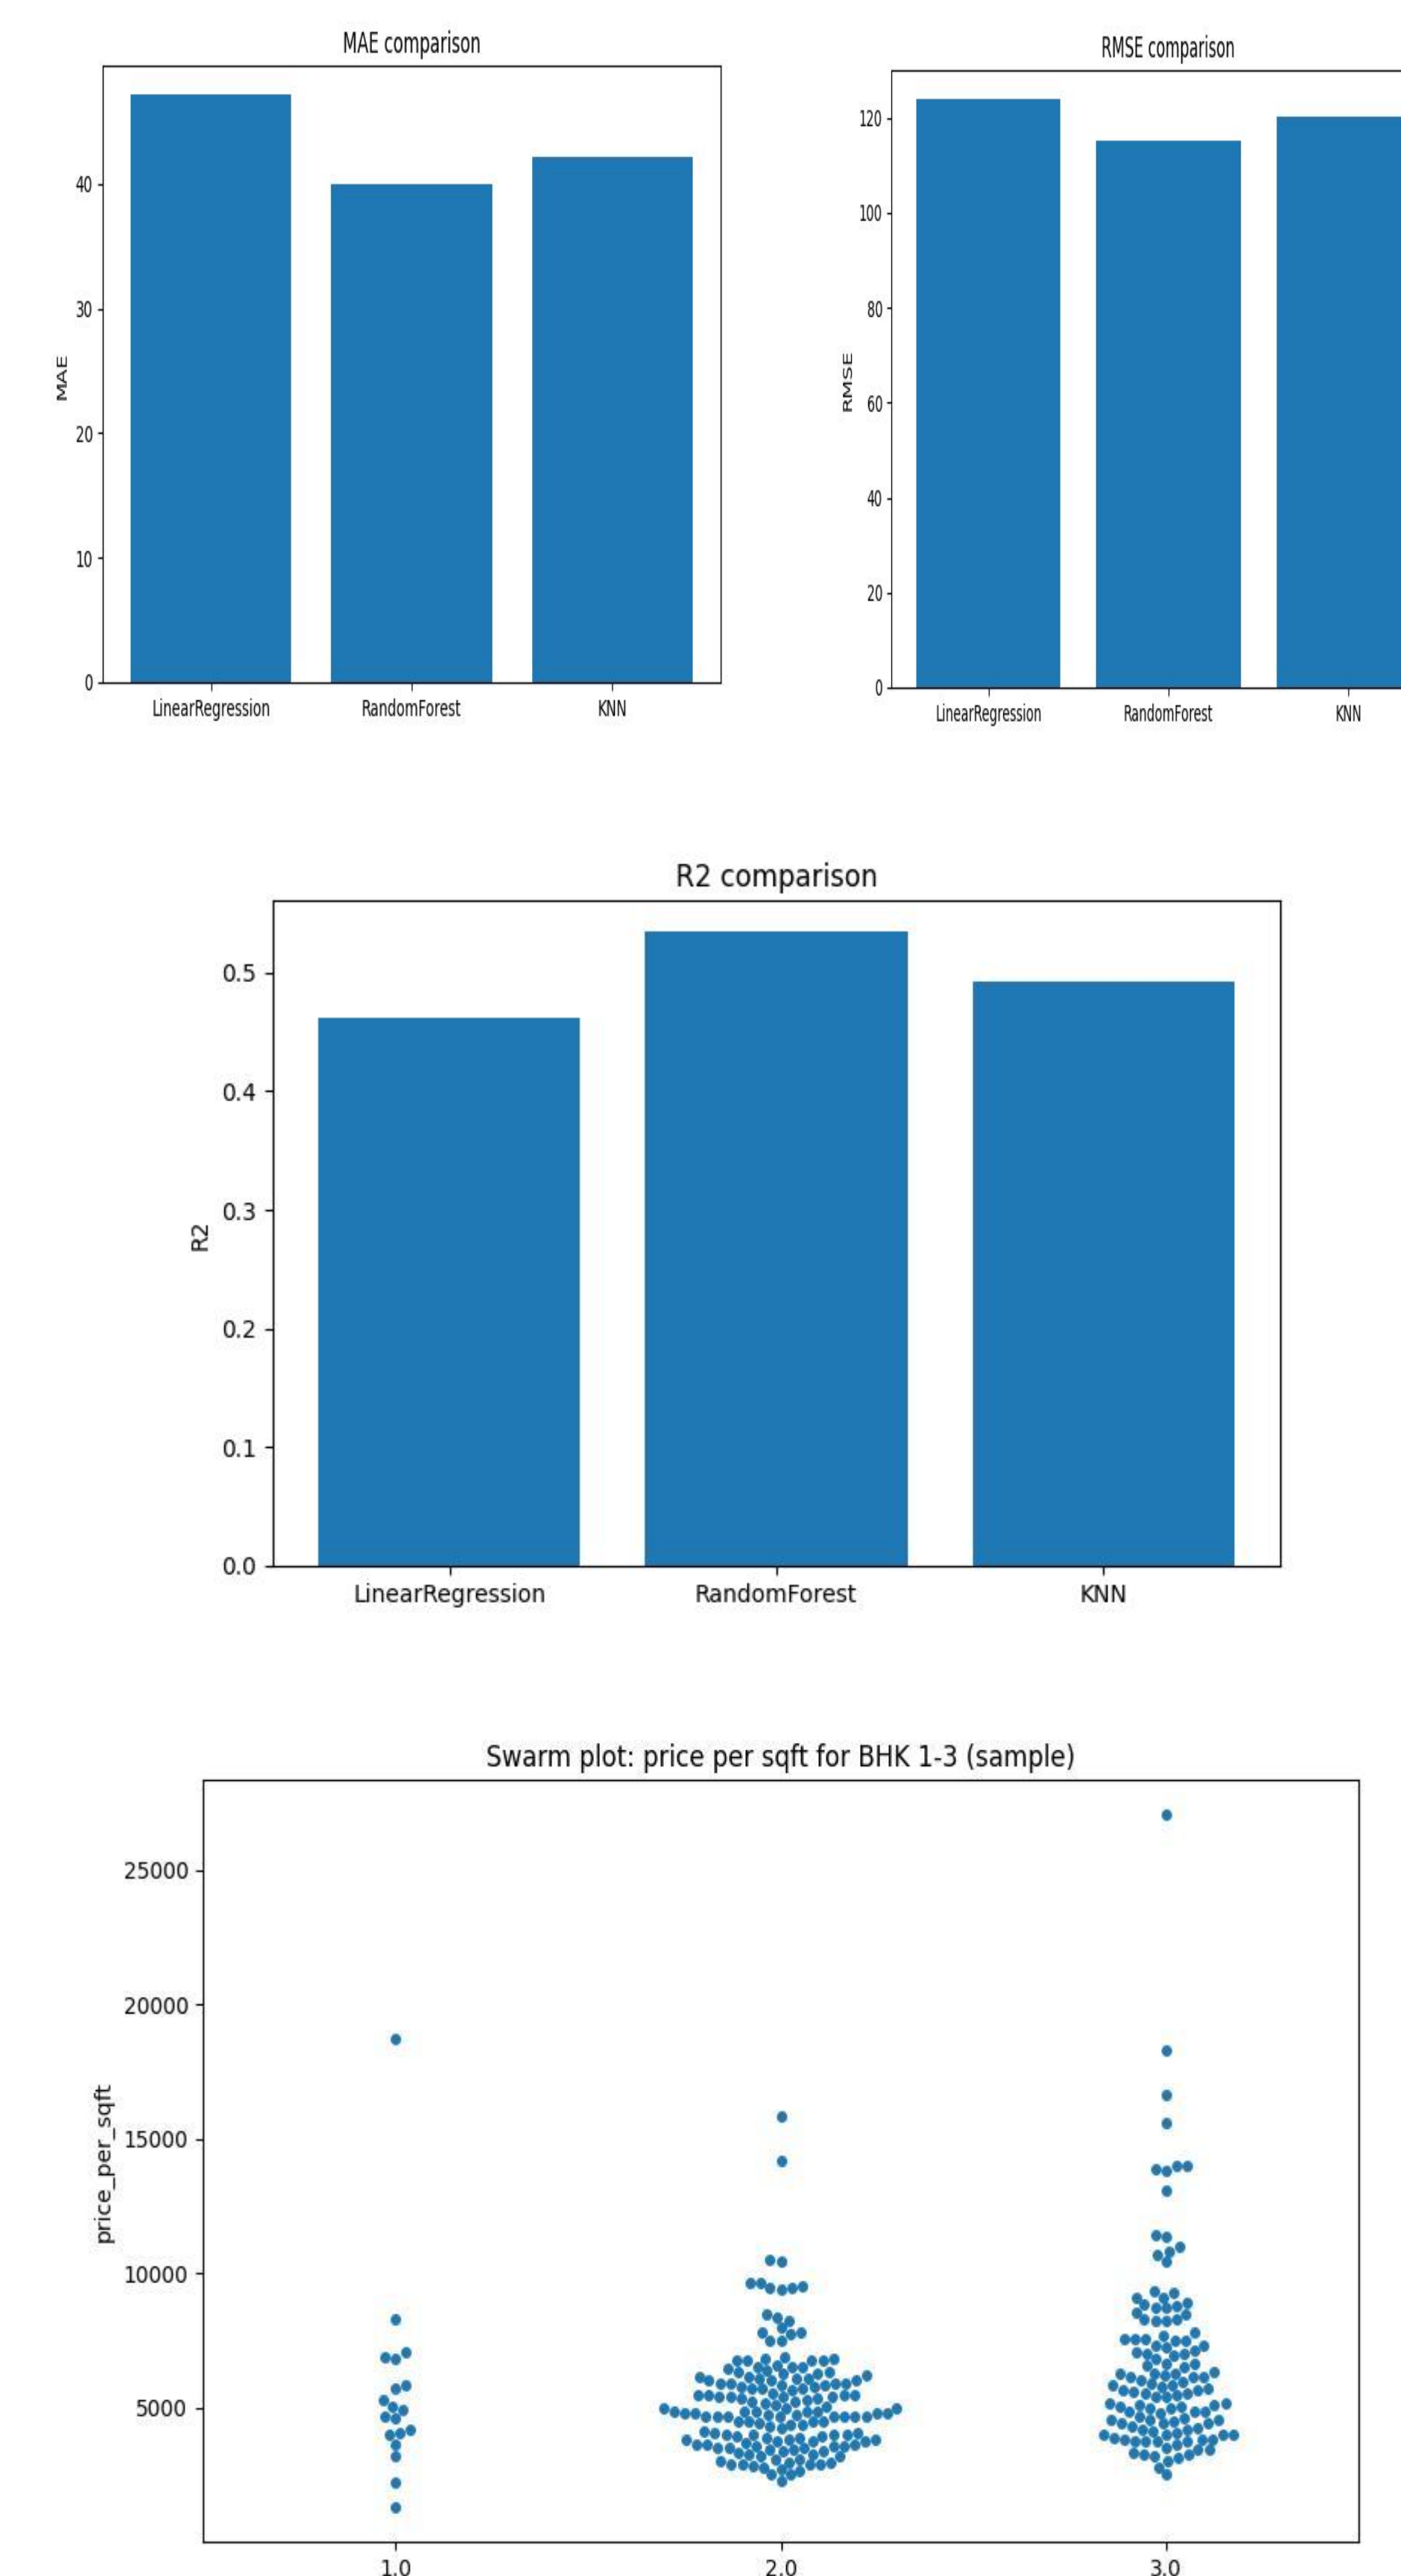 MAE comparison
MAE
40
30
20
10
0
LinearRegression RandomForest KNN
RMSE comparison
RMSE
120
100
80
60
40
20
0
LinearRegression RandomForest KNN
R2 comparison
R2
0.5
0.4
0.3
0.2
0.1
0.0
LinearRegression RandomForest KNN
Swarm plot: price per sqft for BHK 1-3 (sample)
price_per_sqft
25000
20000
15000
10000
5000
1.0 2.0 3.0